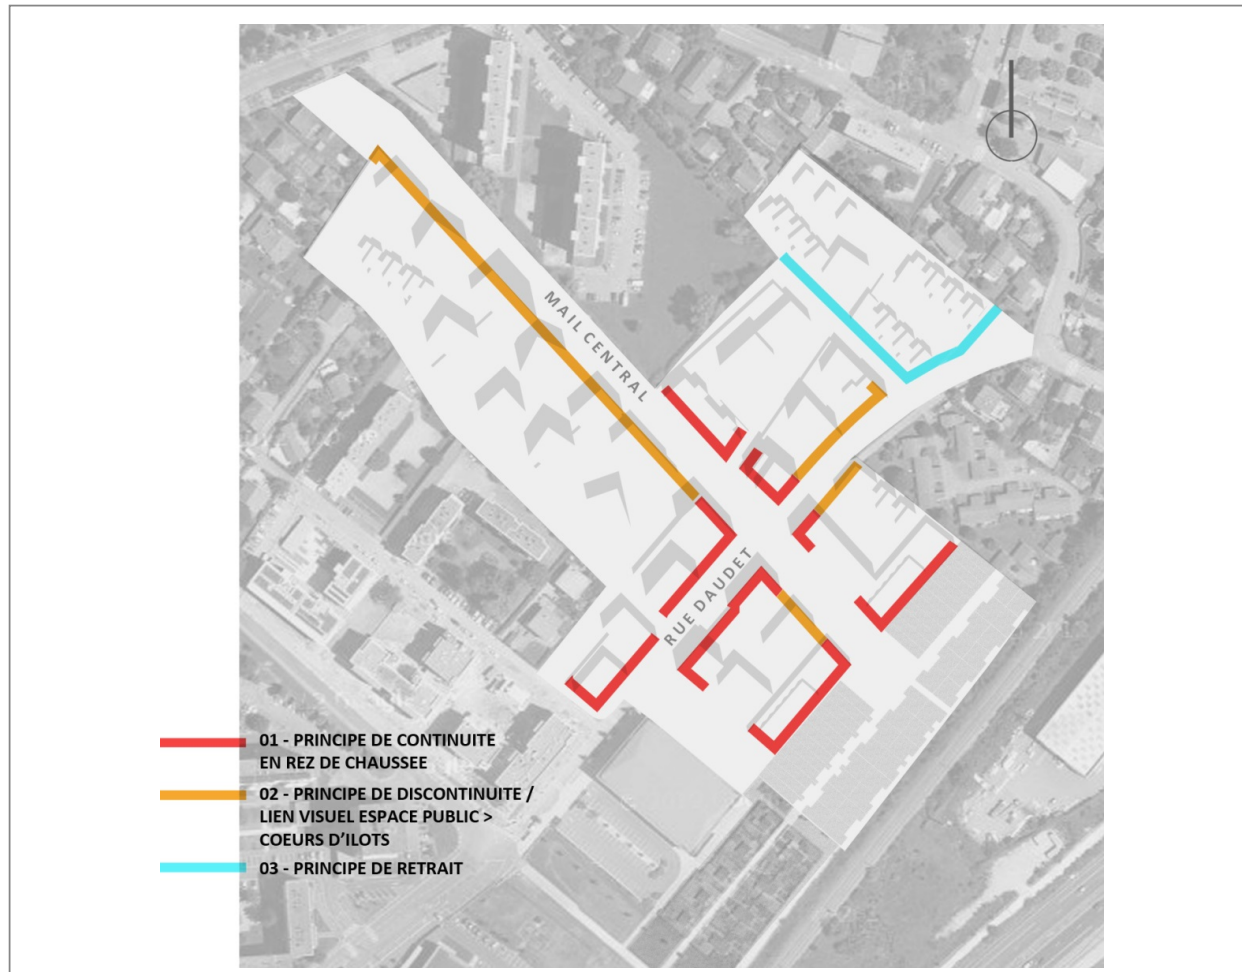 MAIL CENTRAL
RUE DAUDET
01 - PRINCIPE DE CONTINUITE
EN REZ DE CHAUSSEE
02 - PRINCIPE DE DISCONTINUITE /
LIEN VISUEL ESPACE PUBLIC >
COEURS D'ILOTS
03 - PRINCIPE DE RETRAIT